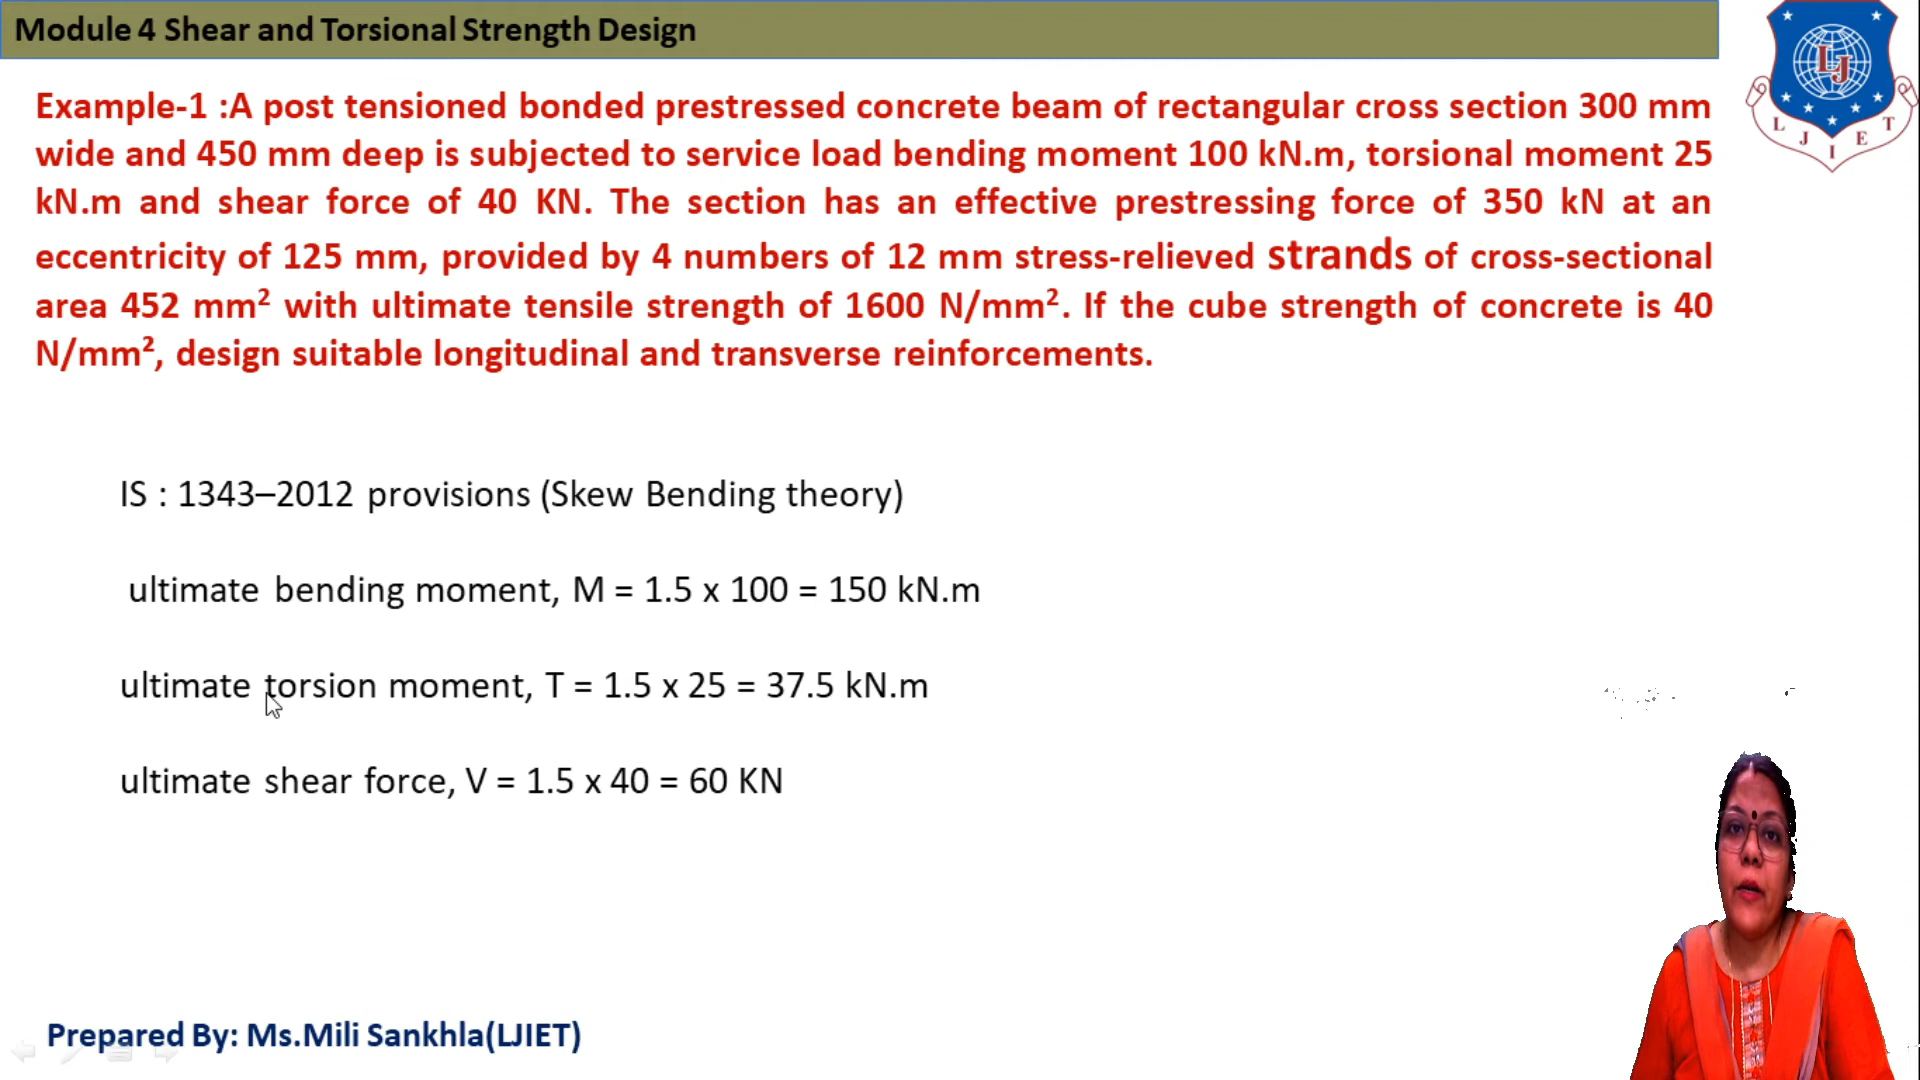 Module 4 Shear and Torsional Strength Design
Example-1 :A post tensioned bonded prestressed concrete beam of rectangular cross section 300 mm
wide and 450 mm deep is subjected to service load bending moment 100 kN.m, torsional moment 25
kN.m and shear force of 40 KN. The section has an effective prestressing force of 350 kN at an
eccentricity of 125 mm, provided by 4 numbers of 12 mm stress-relieved strands of cross-sectional
area 452 mm² with ultimate tensile strength of 1600 N/mm². If the cube strength of concrete is 40
N/mm², design suitable longitudinal and transverse reinforcements.
LJ
L J I E T
IS : 1343–2012 provisions (Skew Bending theory)
ultimate bending moment, M = 1.5 x 100 = 150 kN.m
ultimate torsion moment, T = 1.5 x 25 = 37.5 kN.m
ultimate shear force, V = 1.5 x 40 = 60 KN
Prepared By: Ms.Mili Sankhla(LJIET)